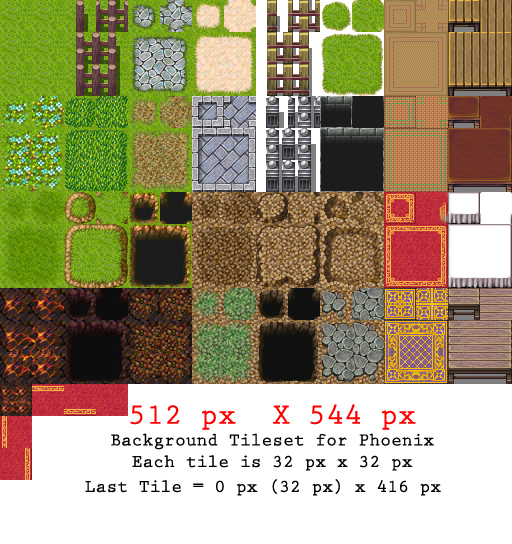 512 px X 544 px
Background Tileset for Phoenix
Each tile is 32 px x 32 px
Last Tile = 0 px (32 px) x 416 px